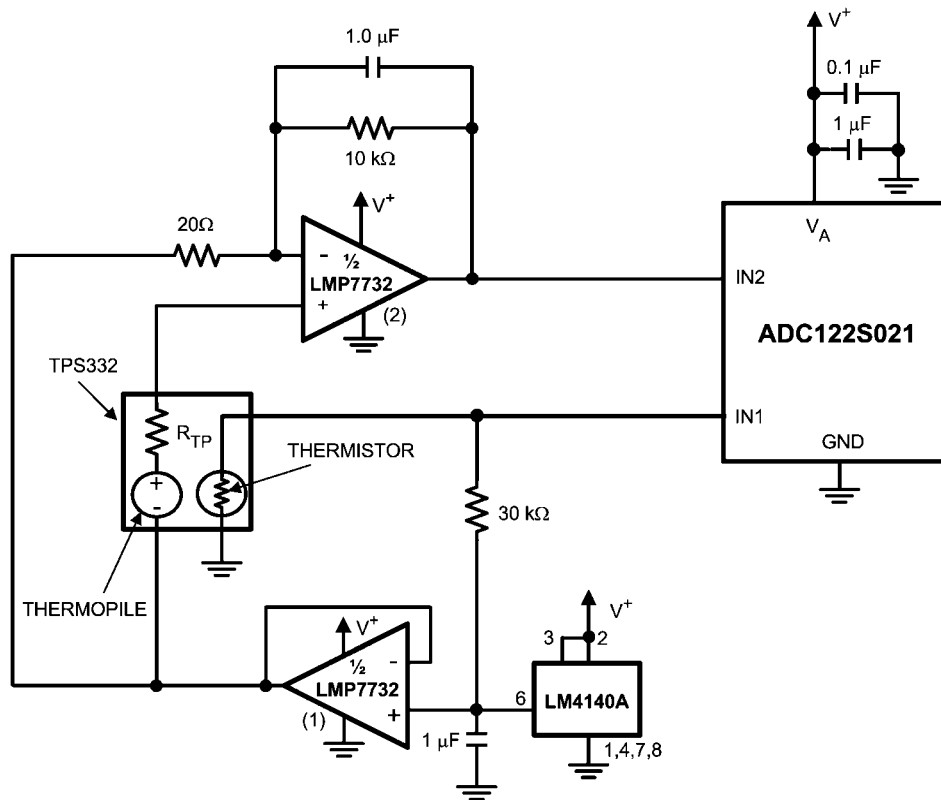 1.0 µF
10 kΩ
V+
0.1 µF
1 µF
20Ω
V+
-
½
LMP7732
+
(2)
VA
IN2
ADC122S021
IN1
GND
TPS332
RTP
THERMISTOR
+
-
30 kΩ
THERMOPILE
V+
½
-
LMP7732
+
(1)
1 µF
V+
3
2
6
LM4140A
1,4,7,8